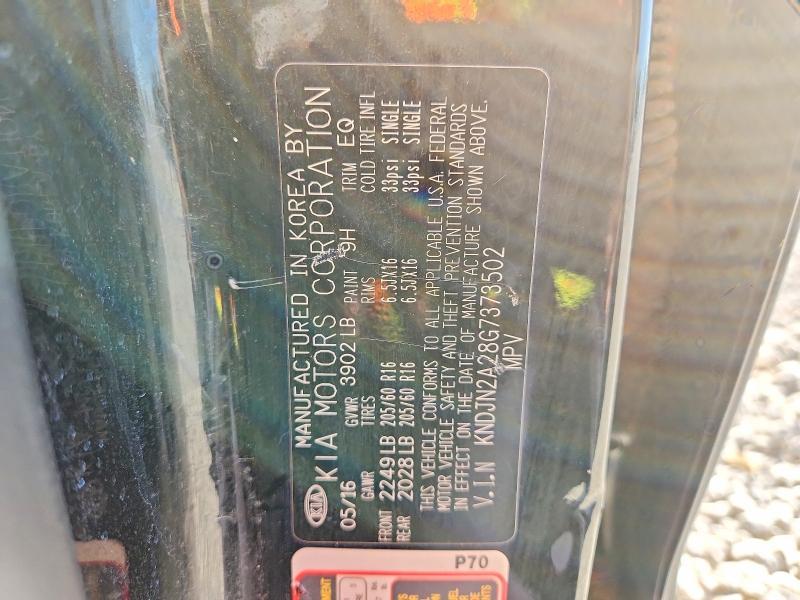 MANUFACTURED IN KOREA BY
KIA KIA MOTORS CORPORATION
05/16 GVWR 3902 LB PAINT 9H TRIM EQ
GAWR TIRES RIMS COLD TIRE INFL
FRONT 2249LB 205/60 R16 6.5JX16 33psi SINGLE
REAR 2028LB 205/60 R16 6.5JX16 33psi SINGLE
THIS VEHICLE CONFORMS TO ALL APPLICABLE U.S.A. FEDERAL
MOTOR VEHICLE SAFETY AND THEFT PREVENTION STANDARDS
IN EFFECT ON THE DATE OF MANUFACTURE SHOWN ABOVE.
V.I.N KNDJN2A28G7373502
MPV
P70